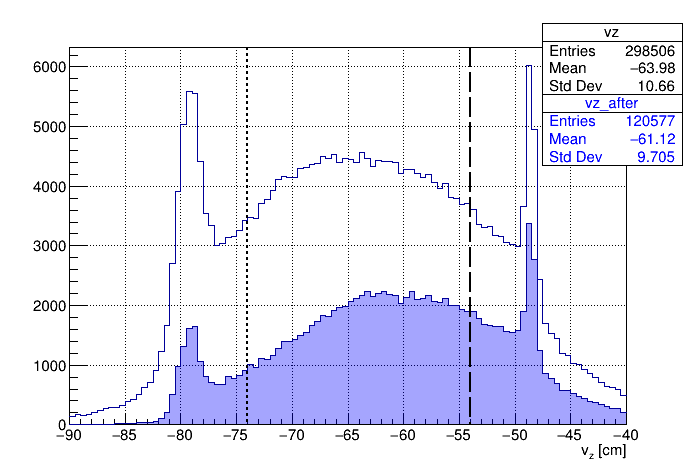 vz
Entries 298506
Mean −63.98
Std Dev 10.66
vz_after
Entries 120577
Mean −61.12
Std Dev 9.705
6000
5000
4000
3000
2000
1000
0
−90 −85 −80 −75 −70 −65 −60 −55 −50 −45 −40
v_z [cm]